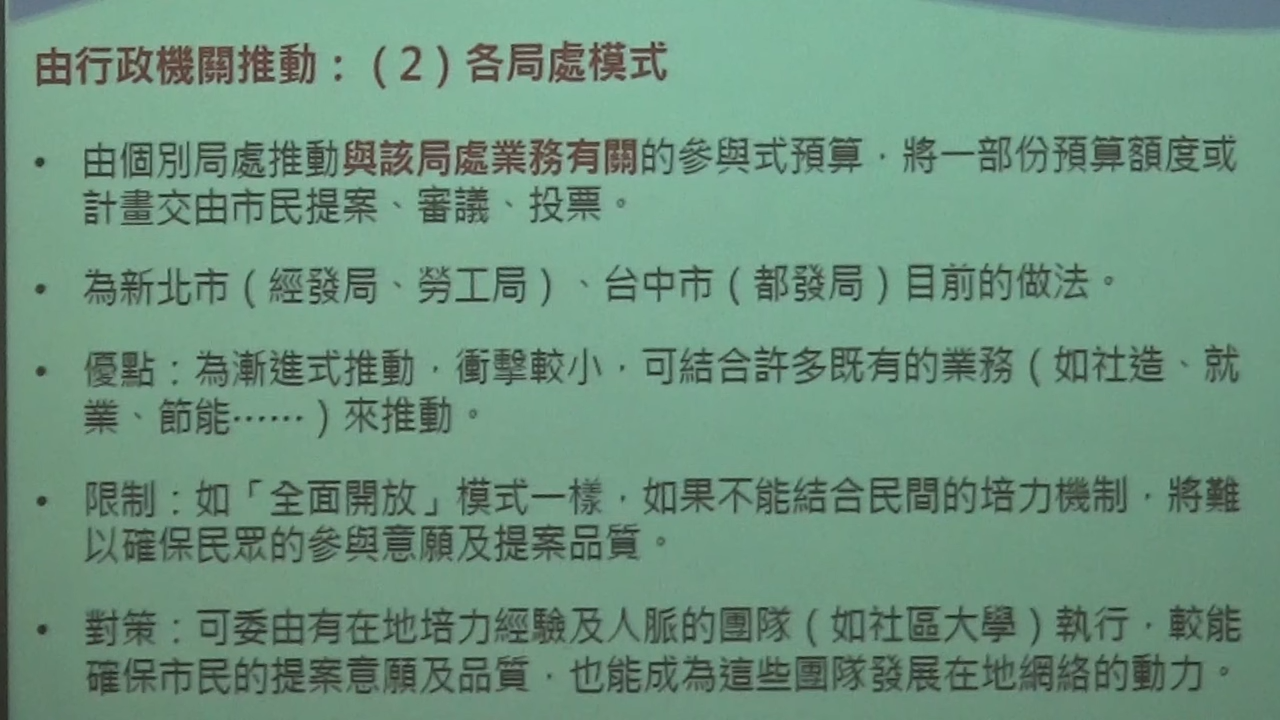 由行政機關推動：（2）各局處模式
• 由個別局處推動與該局處業務有關的參與式預算，將一部份預算額度或
計畫交由市民提案、審議、投票。
• 為新北市（經發局、勞工局）、台中市（都發局）目前的做法。
• 優點：為漸進式推動，衝擊較小，可結合許多既有的業務（如社造、就
業、節能……）來推動。
• 限制：如「全面開放」模式一樣，如果不能結合民間的培力機制，將難
以確保民眾的參與意願及提案品質。
• 對策：可委由有在地培力經驗及人脈的團隊（如社區大學）執行，較能
確保市民的提案意願及品質，也能成為這些團隊發展在地網絡的動力。